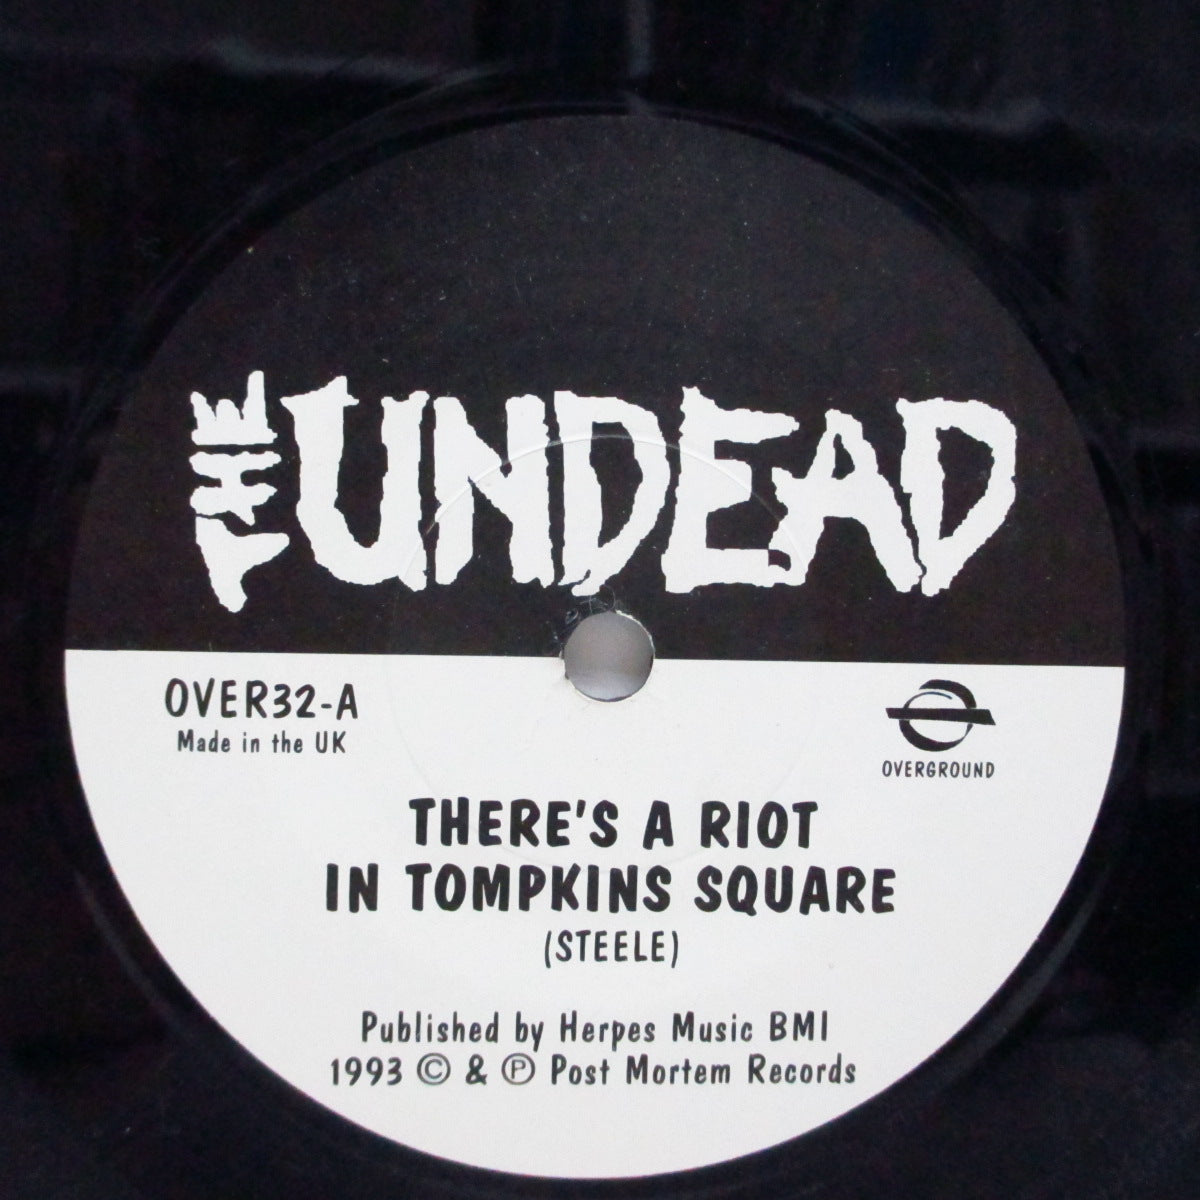 THE UNDEAD
OVER32-A
Made in the UK
OVERGROUND
THERE'S A RIOT
IN TOMPKINS SQUARE
(STEELE)
Published by Herpes Music BMI
1993 © & ℗ Post Mortem Records